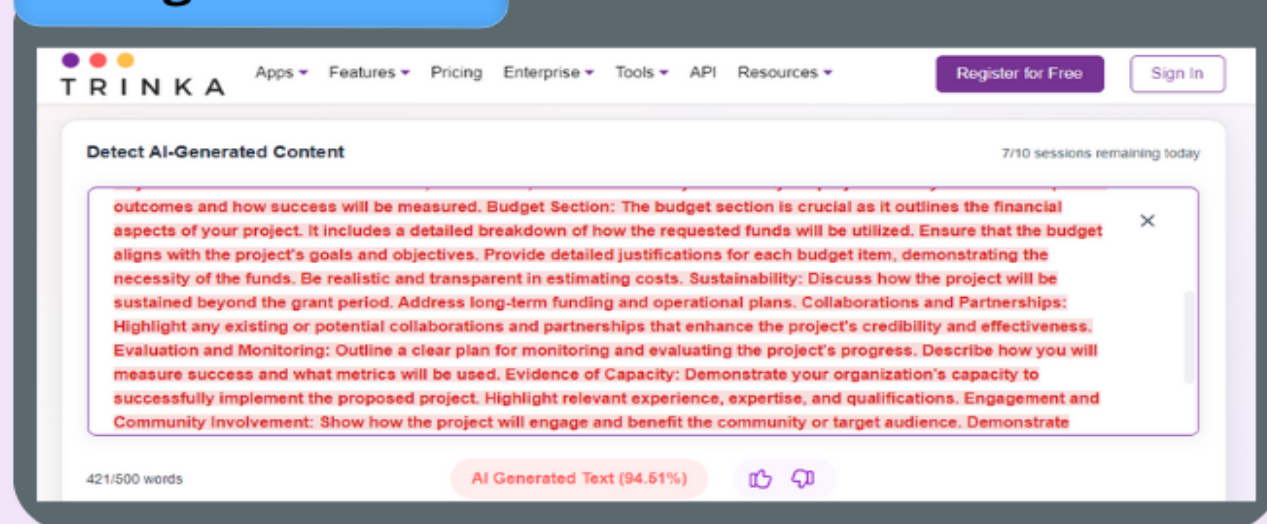 TRINKA
Apps Features Pricing Enterprise Tools API Resources Register for Free Sign In
Detect AI-Generated Content
7/10 sessions remaining today
outcomes and how success will be measured. Budget Section: The budget section is crucial as it outlines the financial
aspects of your project. It includes a detailed breakdown of how the requested funds will be utilized. Ensure that the budget
aligns with the project's goals and objectives. Provide detailed justifications for each budget item, demonstrating the
necessity of the funds. Be realistic and transparent in estimating costs. Sustainability: Discuss how the project will be
sustained beyond the grant period. Address long-term funding and operational plans. Collaborations and Partnerships:
Highlight any existing or potential collaborations and partnerships that enhance the project's credibility and effectiveness.
Evaluation and Monitoring: Outline a clear plan for monitoring and evaluating the project's progress. Describe how you will
measure success and what metrics will be used. Evidence of Capacity: Demonstrate your organization's capacity to
successfully implement the proposed project. Highlight relevant experience, expertise, and qualifications. Engagement and
Community Involvement: Show how the project will engage and benefit the community or target audience. Demonstrate
421/500 words
AI Generated Text (94.51%)